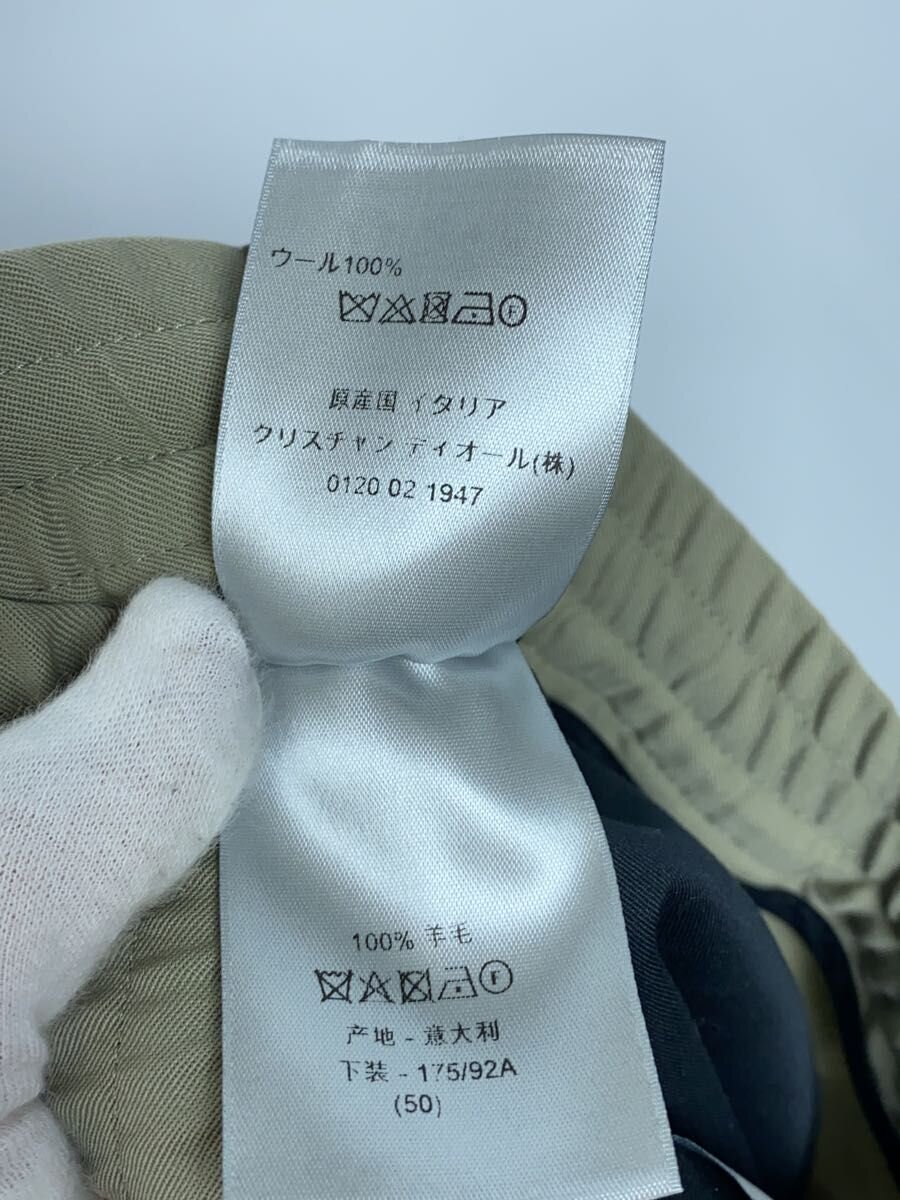 ウール100%
F
原産国 イタリア
クリスチャン ディオール(株)
0120 02 1947
100% 羊毛
F
产地 - 意大利
下装 - 175/92A
(50)